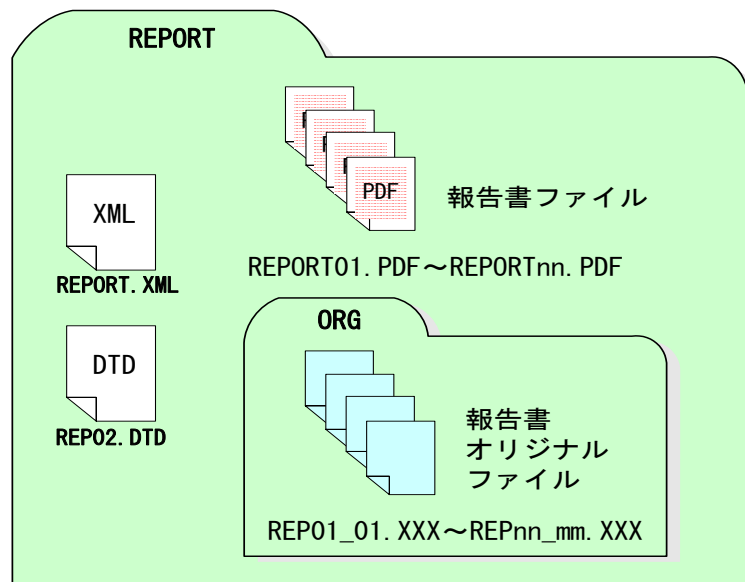 REPORT
PDF
報告書ファイル
XML
REPORT.XML
REPORT01.PDF～REPORTnn.PDF
ORG
DTD
REP02.DTD
報告書
オリジナル
ファイル
REP01_01.XXX～REPnn_mm.XXX